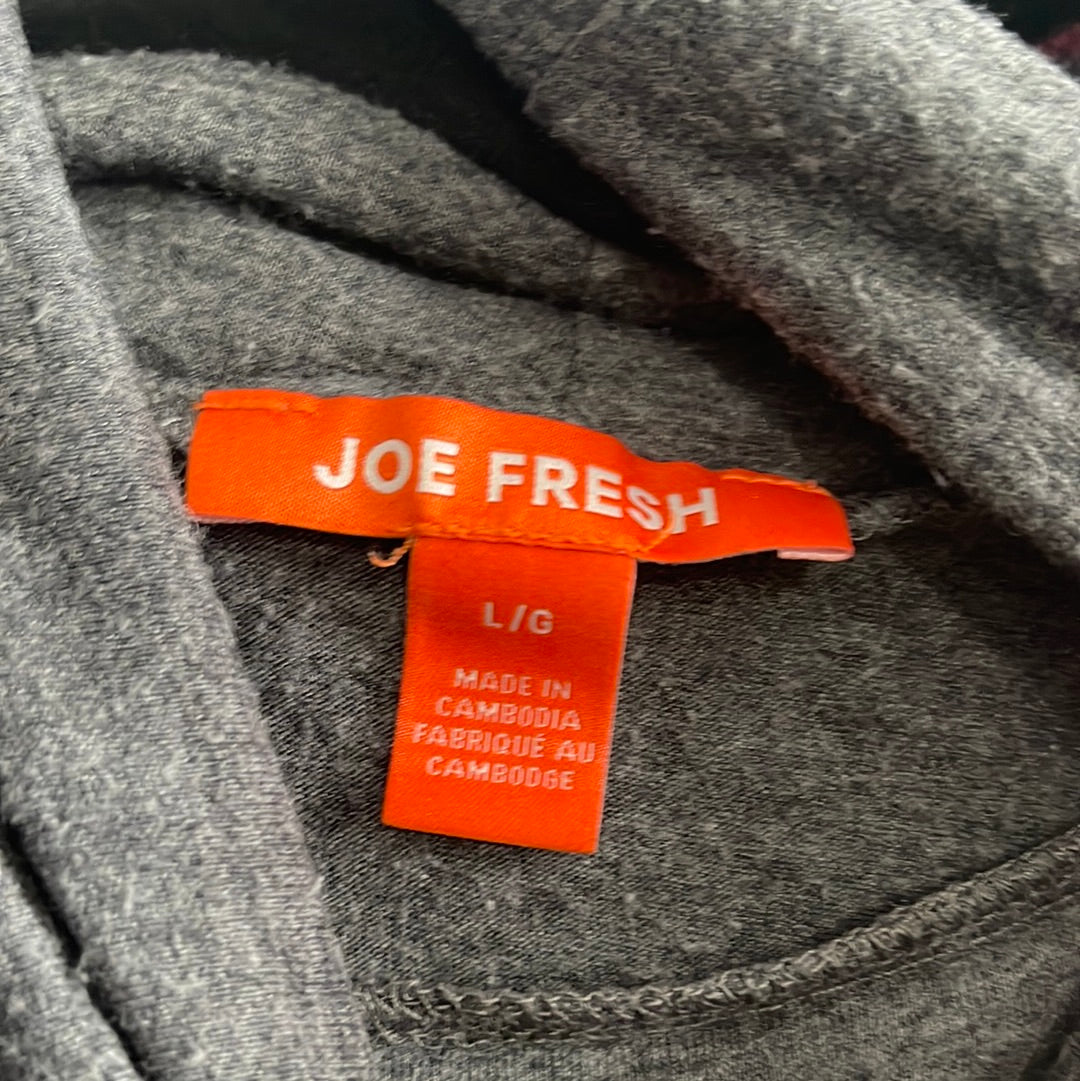 JOE FRESH
L/G
MADE IN
CAMBODIA
FABRIQUÉ AU
CAMBODGE